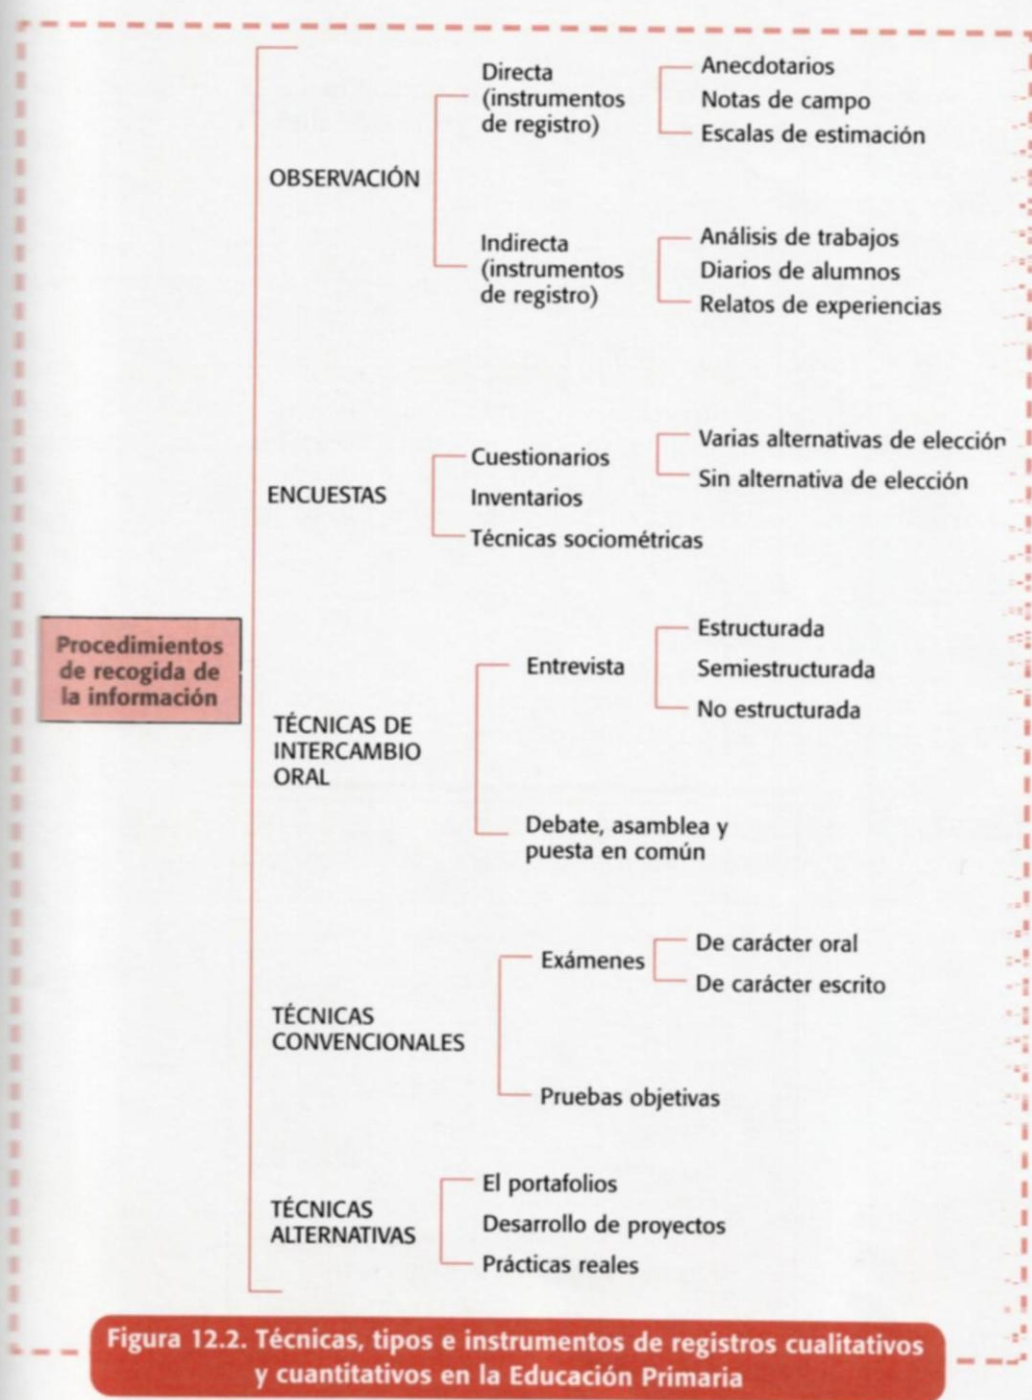 Procedimientos
de recogida de
la información
OBSERVACIÓN
Directa
(instrumentos
de registro)
Anecdotarios
Notas de campo
Escalas de estimación
Indirecta
(instrumentos
de registro)
Análisis de trabajos
Diarios de alumnos
Relatos de experiencias
ENCUESTAS
Cuestionarios
Varias alternativas de elección
Sin alternativa de elección
Inventarios
Técnicas sociométricas
TÉCNICAS DE
INTERCAMBIO
ORAL
Entrevista
Estructurada
Semiestructurada
No estructurada
Debate, asamblea y
puesta en común
TÉCNICAS
CONVENCIONALES
Exámenes
De carácter oral
De carácter escrito
Pruebas objetivas
TÉCNICAS
ALTERNATIVAS
El portafolios
Desarrollo de proyectos
Prácticas reales
Figura 12.2. Técnicas, tipos e instrumentos de registros cualitativos
y cuantitativos en la Educación Primaria